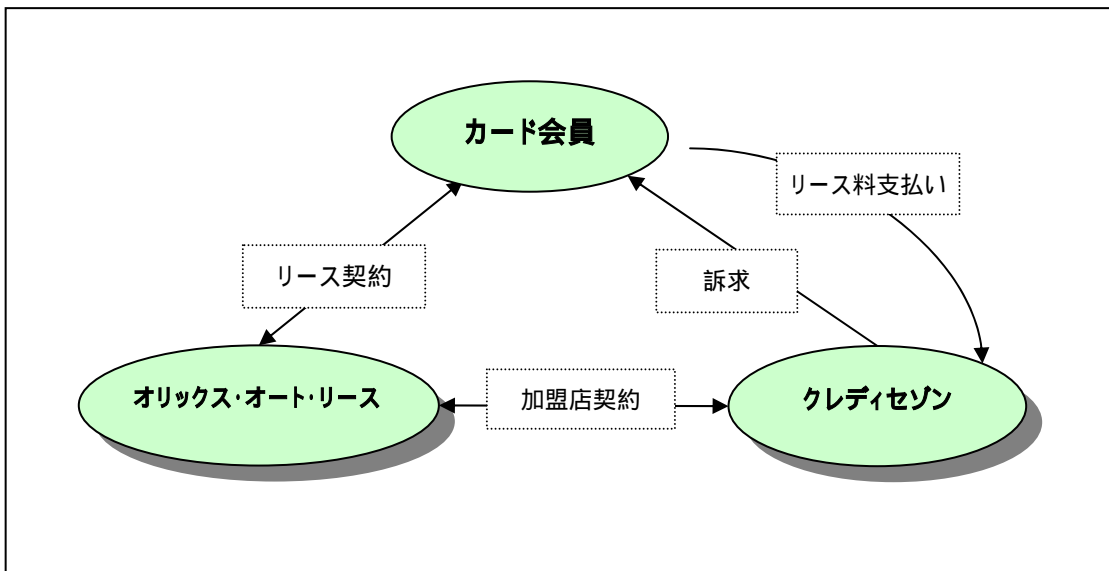 カード会員
リース料支払い
リース契約
訴求
オリックス・オート・リース
加盟店契約
クレディセゾン